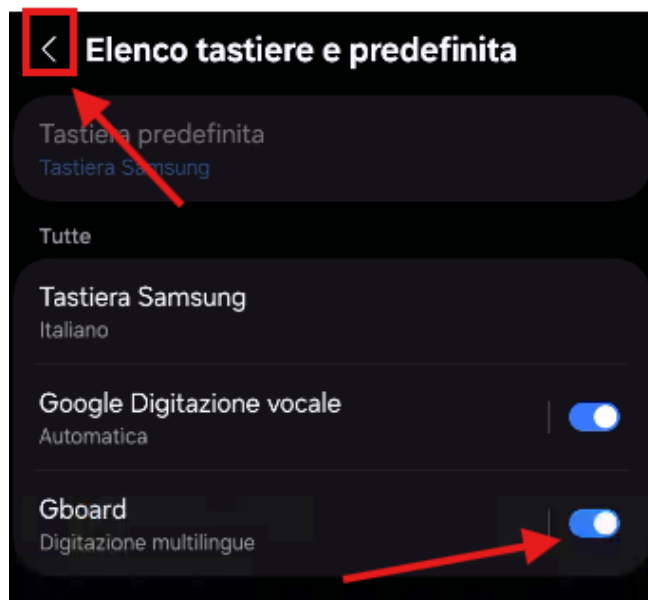 Elenco tastiere e predefinita
Tastiera predefinita
Tastiera Samsung
Tutte
Tastiera Samsung
Italiano
Google Digitazione vocale
Automatica
Gboard
Digitazione multilingue